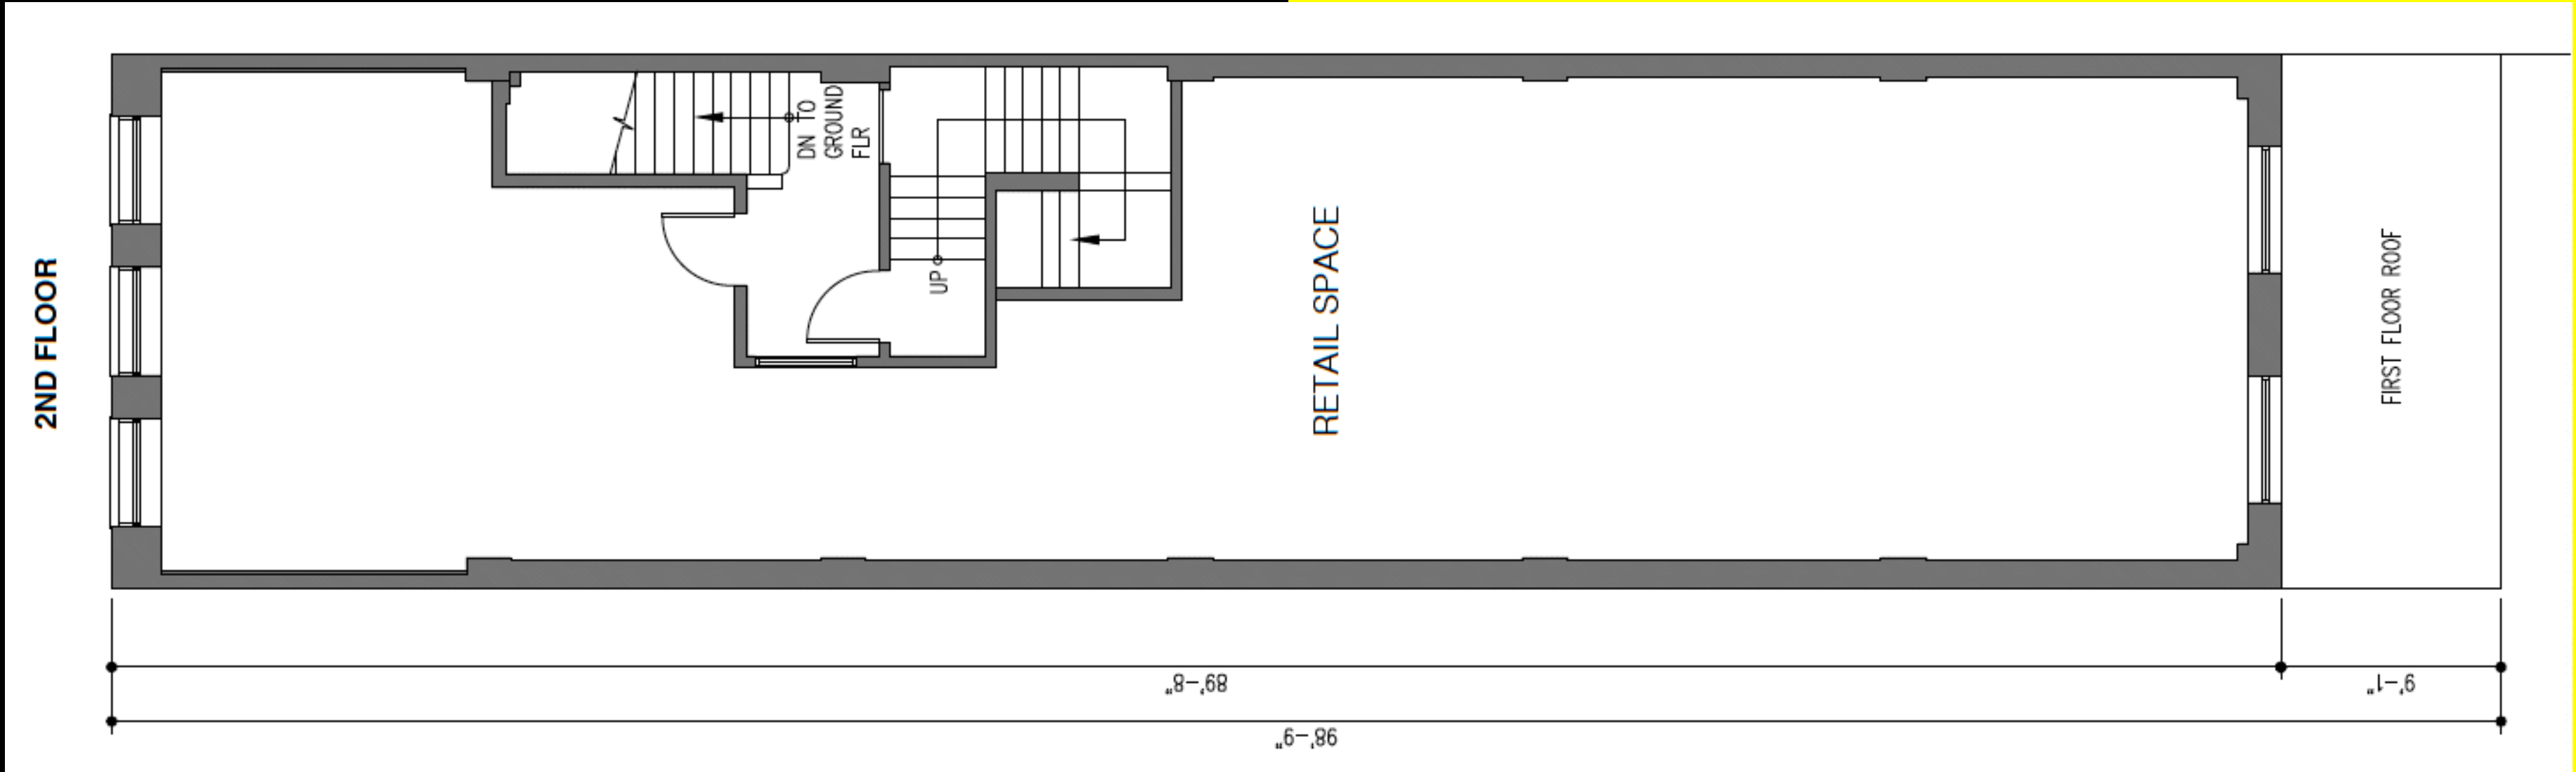 2ND FLOOR
DN TO
GROUND
FLR
UP
RETAIL SPACE
FIRST FLOOR ROOF
89'-8"
9'-1"
98'-9"